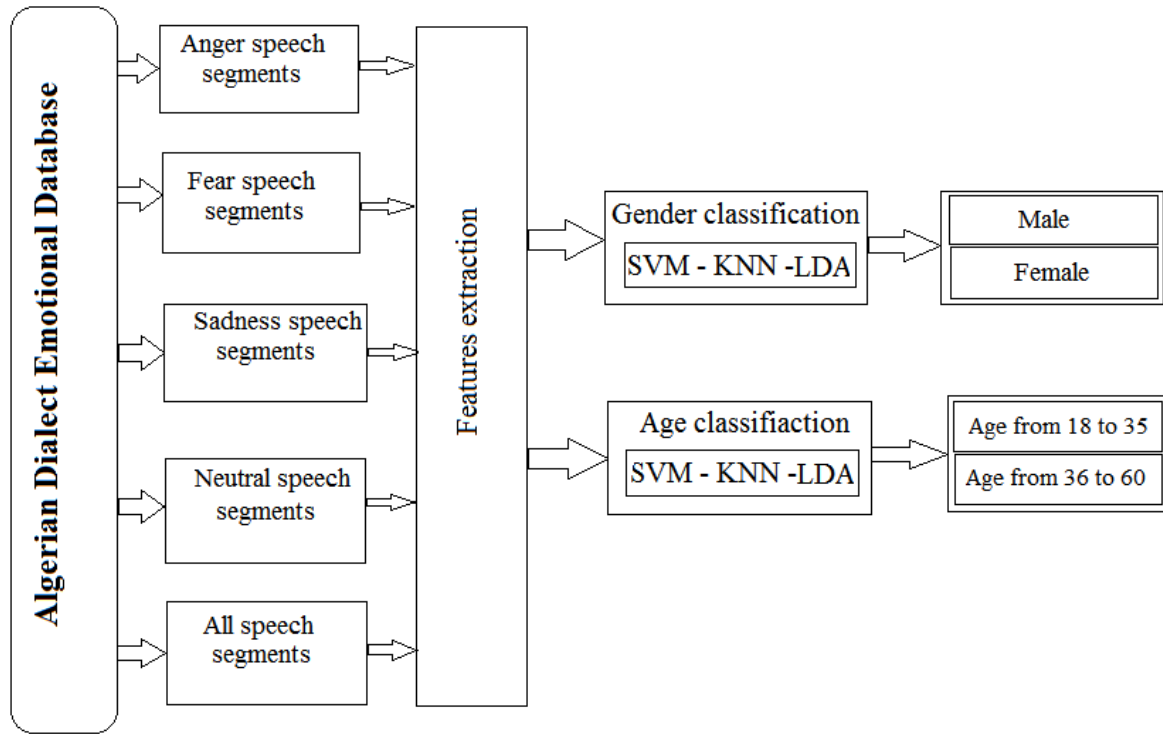 Algerian Dialect Emotional Database
Anger speech
segments
Fear speech
segments
Sadness speech
segments
Neutral speech
segments
All speech
segments
Features extraction
Gender classification
SVM - KNN -LDA
Male
Female
Age classifiaction
SVM - KNN -LDA
Age from 18 to 35
Age from 36 to 60